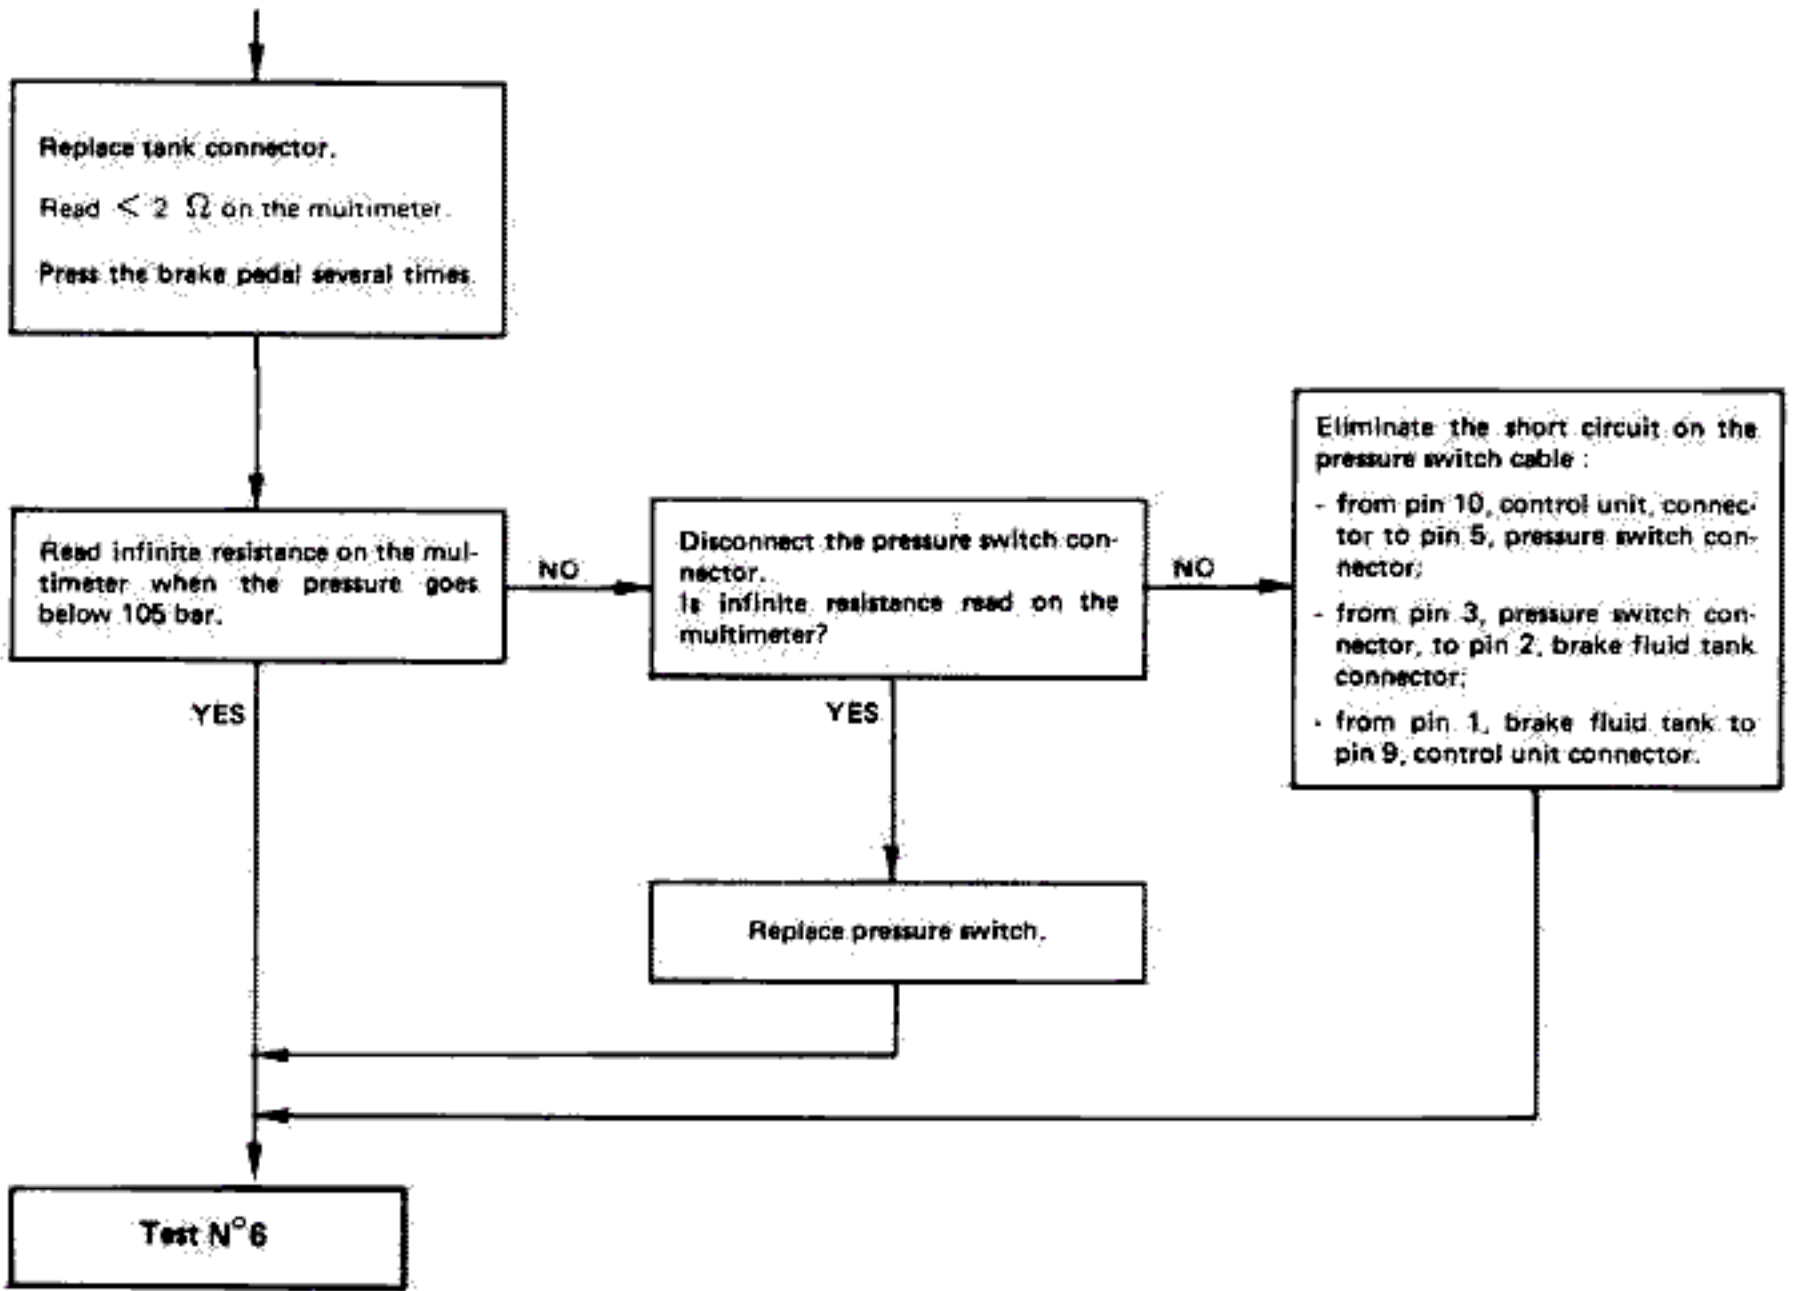 Replace tank connector.
Read < 2 Ω on the multimeter.
Press the brake pedal several times.
Read infinite resistance on the mul-
timeter when the pressure goes
below 105 bar.
NO
Disconnect the pressure switch con-
nector.
Is infinite resistance read on the
multimeter?
NO
Eliminate the short circuit on the
pressure switch cable :
- from pin 10, control unit, connec-
tor to pin 5, pressure switch con-
nector;
- from pin 3, pressure switch con-
nector, to pin 2, brake fluid tank
connector;
- from pin 1, brake fluid tank to
pin 9, control unit connector.
YES
YES
Replace pressure switch.
Test N°6